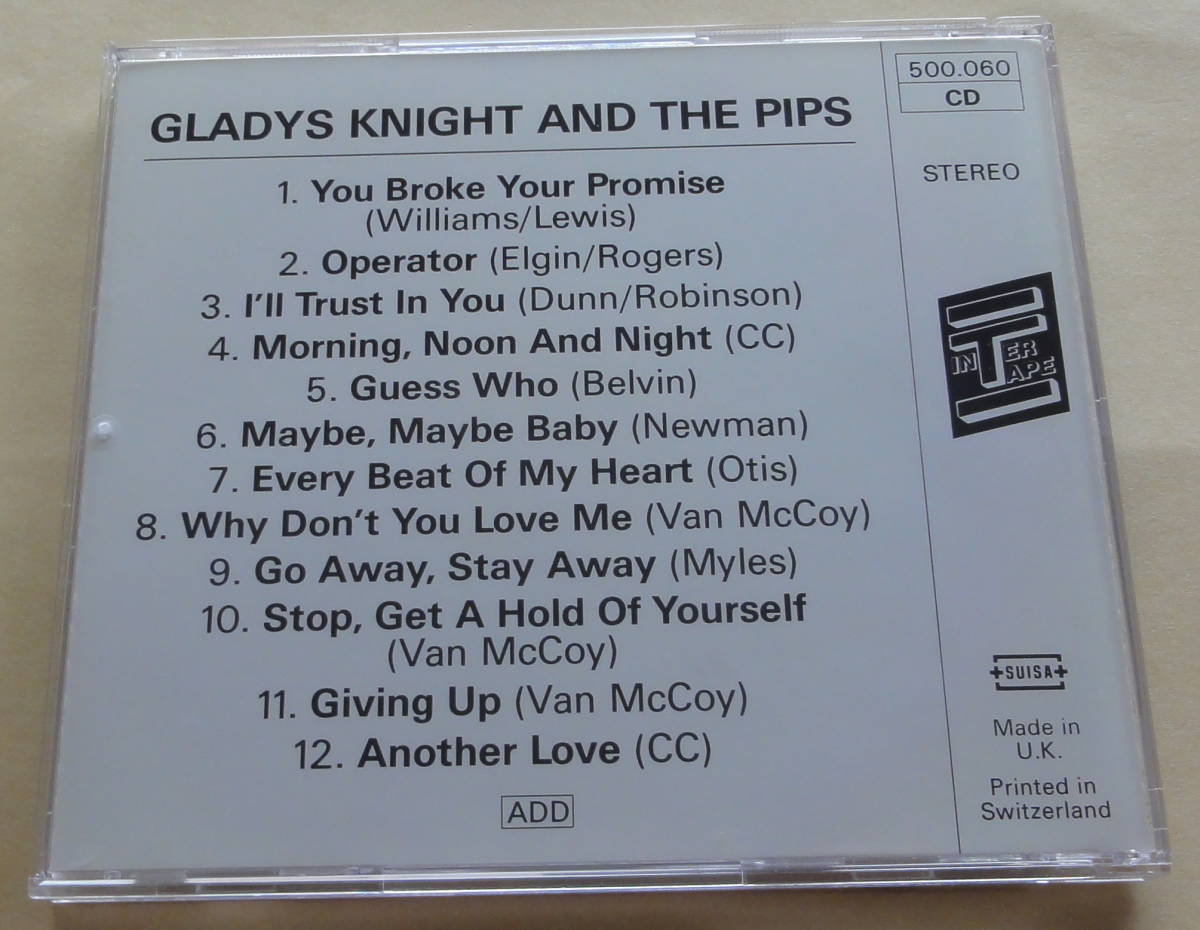 GLADYS KNIGHT AND THE PIPS
1. You Broke Your Promise
(Williams/Lewis)
2. Operator (Elgin/Rogers)
3. I'll Trust In You (Dunn/Robinson)
4. Morning, Noon And Night (CC)
5. Guess Who (Belvin)
6. Maybe, Maybe Baby (Newman)
7. Every Beat Of My Heart (Otis)
8. Why Don't You Love Me (Van McCoy)
9. Go Away, Stay Away (Myles)
10. Stop, Get A Hold Of Yourself
(Van McCoy)
11. Giving Up (Van McCoy)
12. Another Love (CC)
ADD
500.060
CD
STEREO
INTER
TAPE
SUISA
Made in
U.K.
Printed in
Switzerland